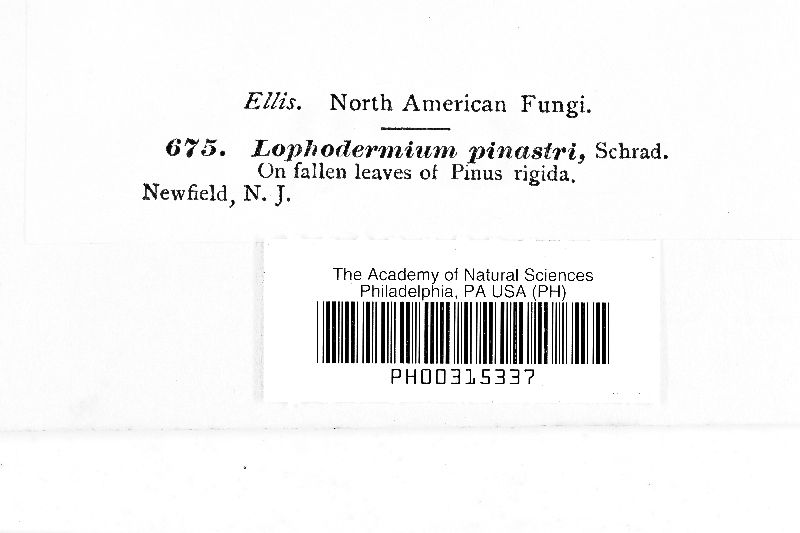 Ellis. North American Fungi.
675. Lophodermium pinastri, Schrad.
On fallen leaves of Pinus rigida.
Newfield, N. J.
The Academy of Natural Sciences
Philadelphia, PA USA (PH)
PH00315337